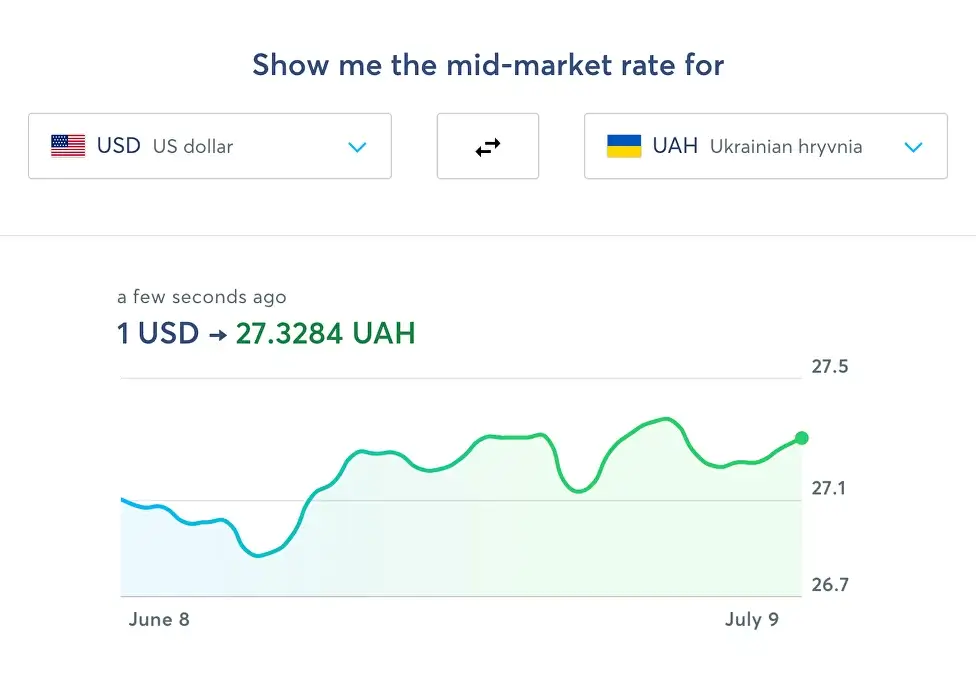 Show me the mid-market rate for
USD US dollar
UAH Ukrainian hryvnia
a few seconds ago
1 USD → 27.3284 UAH
27.5
27.1
26.7
June 8
July 9